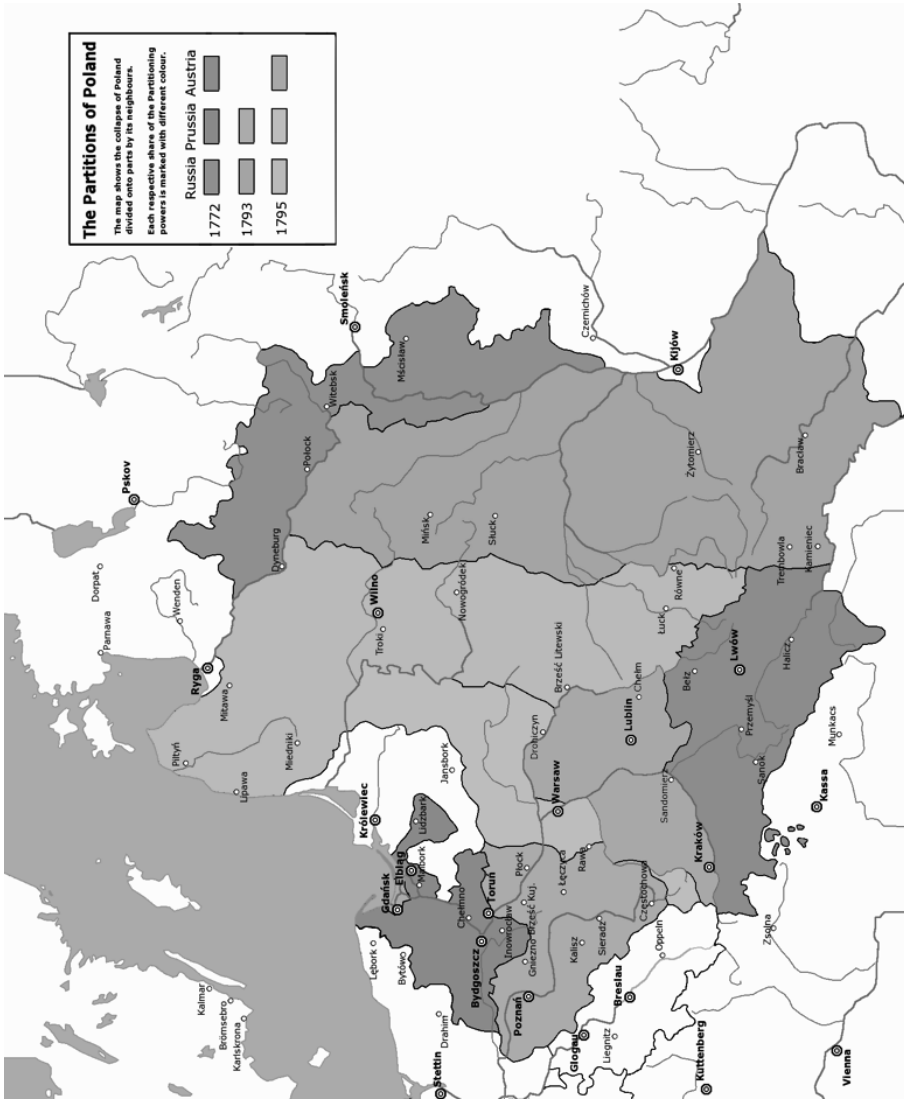 The Partitions of Poland
The map shows the collapse of Poland
divided onto parts by its neighbours.
Each respective share of the Partitioning
powers is marked with different colour.
Russia Prussia Austria
1772
1793
1795
Kalmar
Brömsebro
Karlskrona
Stettin
Drahim
Bytów
Lębork
Gdańsk
Elbląg
Malbork
Królewiec
Lidzbark
Jansbork
Chełmno
Toruń
Bydgoszcz
Inowrocław
Gniezno
Brześć Kuj.
Płock
Poznań
Kalisz
Łęczyca
Sieradz
Rawa
Warsaw
Glogau
Liegnitz
Breslau
Oppeln
Częstochowa
Kuttenberg
Vienna
Kraków
Zsolna
Sandomierz
Lublin
Chełm
Drohiczyn
Brześć Litewski
Lipawa
Piltyń
Miedniki
Mitawa
Ryga
Parnawa
Dorpat
Wenden
Pskov
Dyneburg
Połock
Witebsk
Smoleńsk
Mścisław
Wilno
Troki
Nowogródek
Mińsk
Słuck
Czernichów
Kijów
Żytomierz
Bracław
Równe
Łuck
Trembowla
Kamieniec
Bełz
Lwów
Halicz
Przemyśl
Sanok
Munkacs
Kassa